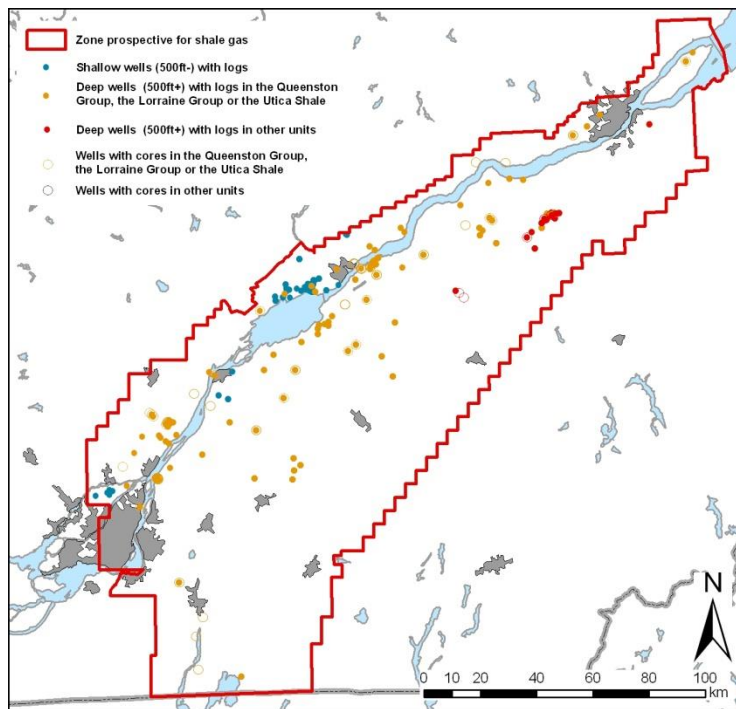 Zone prospective for shale gas
Shallow wells (500ft-) with logs
Deep wells (500ft+) with logs in the Queenston
Group, the Lorraine Group or the Utica Shale
Deep wells (500ft+) with logs in other units
Wells with cores in the Queenston Group,
the Lorraine Group or the Utica Shale
Wells with cores in other units
N
0 20 40 60 80 100
km